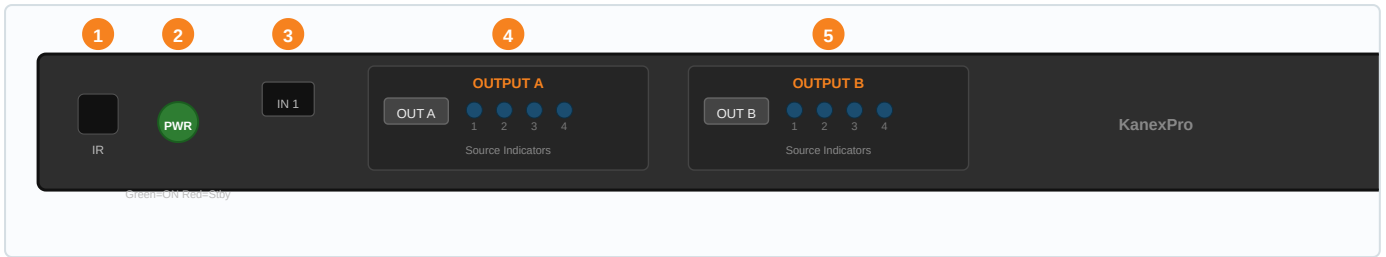 1 2 3 4 5
OUTPUT A OUTPUT B
IN 1
OUT A OUT B
PWR
1 2 3 4 1 2 3 4
KanexPro
IR
Source Indicators Source Indicators
Green=ON Red=Stby